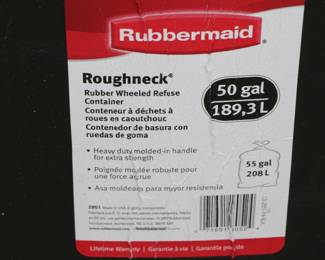 Rubbermaid
Roughneck®
Rubber Wheeled Refuse
Container
Conteneur à déchets à
roues en caoutchouc
Contenedor de basura con
ruedas de goma
50 gal
189,3 L
• Heavy duty molded-in handle
for extra strength
• Poignée moulée robuste pour
une force accrue
• Asa moldeara para mayor resistencia
55 gal
208 L
Lifetime Warranty | Garantie à vie | Garantía de por vida